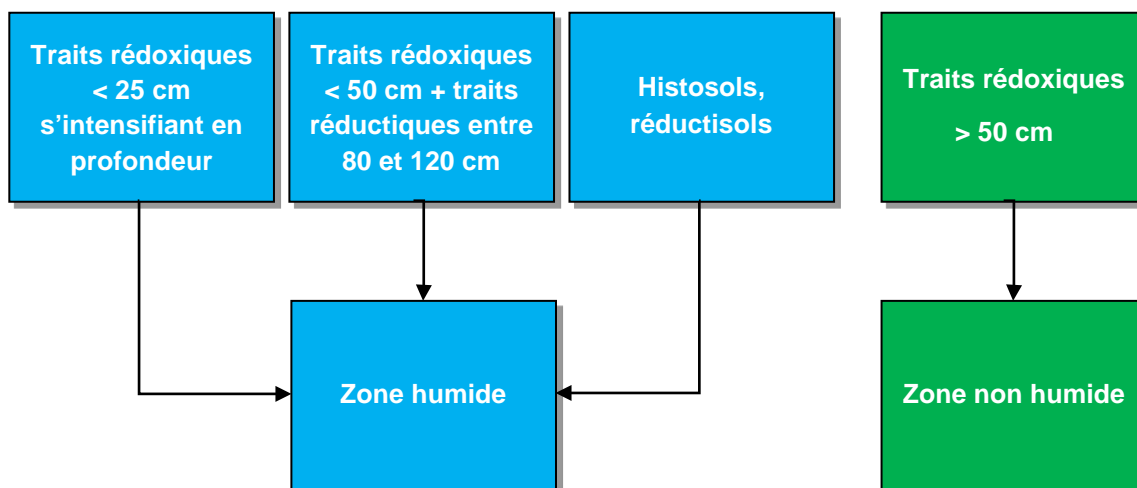 Traits rédoxiques
< 25 cm
s’intensifiant en
profondeur
Traits rédoxiques
< 50 cm + traits
réductiques entre
80 et 120 cm
Histosols,
réductisols
Traits rédoxiques
> 50 cm
Zone humide
Zone non humide